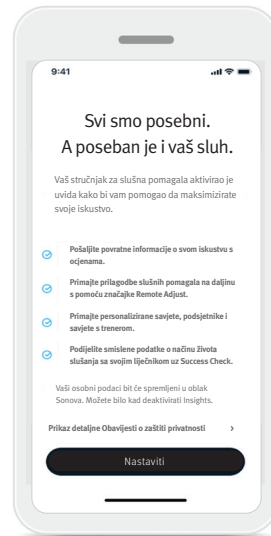 9:41
Svi smo posebni.
A poseban je i vaš sluh.
Vaš stručnjak za slušna pomagala aktivirao je
uvida kako bi vam pomogao da maksimizirate
svoje iskustvo.
Pošaljite povratne informacije o svom iskustvu s
ocjenama.
Primajte prilagodbe slušnih pomagala na daljinu
s pomoću značajke Remote Adjust.
Primajte personalizirane savjete, podsjetnike i
savjete s trenerom.
Podijelite smislene podatke o načinu života
slušanja sa svojim liječnikom uz Success Check.
Vaši osobni podaci bit će spremljeni u oblak
Sonova. Možete bilo kad deaktivirati Insights.
Prikaz detaljne Obavijesti o zaštiti privatnosti
Nastaviti